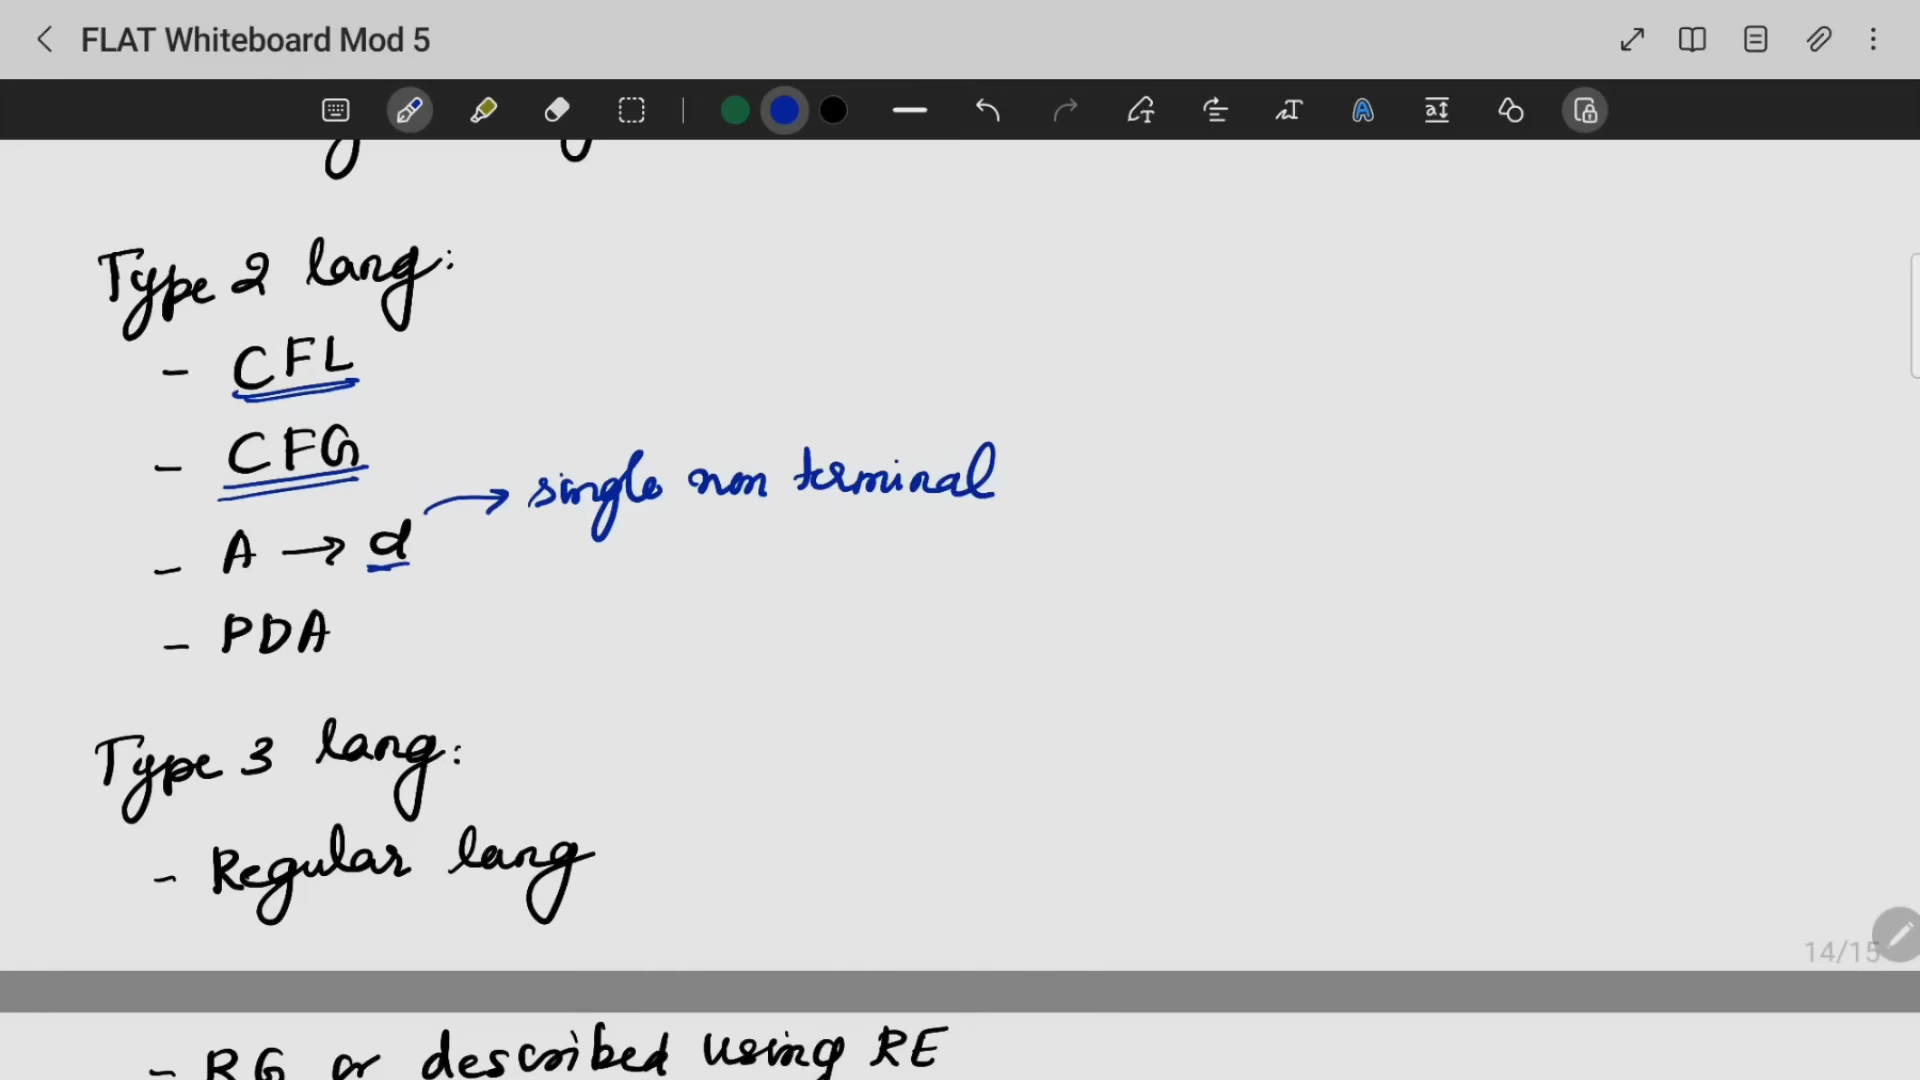 FLAT Whiteboard Mod 5
Type 2 lang:
- CFL
- CFG
→ single non terminal
- A → α
- PDA
Type 3 lang:
- Regular lang
14/15
- RG or described using RE